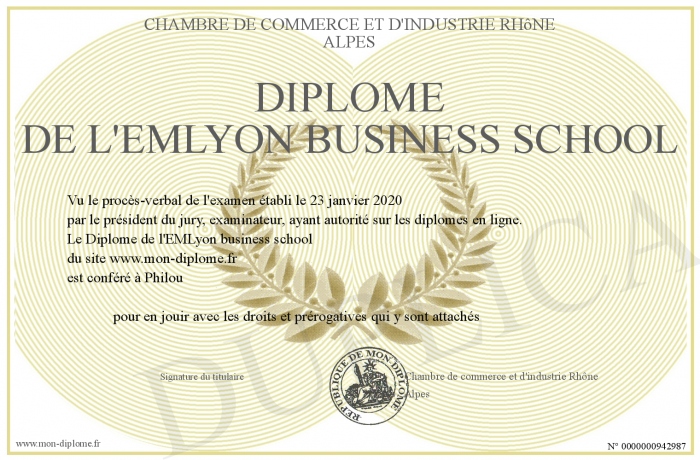 CHAMBRE DE COMMERCE ET D'INDUSTRIE RHôNE
ALPES
DIPLOME
DE L'EMLYON BUSINESS SCHOOL
Vu le procès-verbal de l'examen établi le 23 janvier 2020
par le président du jury, examinateur, ayant autorité sur les diplomes en ligne.
Le Diplome de l'EMLyon business school
du site www.mon-diplome.fr
est conféré à Philou
pour en jouir avec les droits et prérogatives qui y sont attachés
Signature du titulaire
REPUBLIQUE DE MON-DIPLOME
Chambre de commerce et d'industrie Rhône
Alpes
DUPLICATA
www.mon-diplome.fr
N° 0000000942987